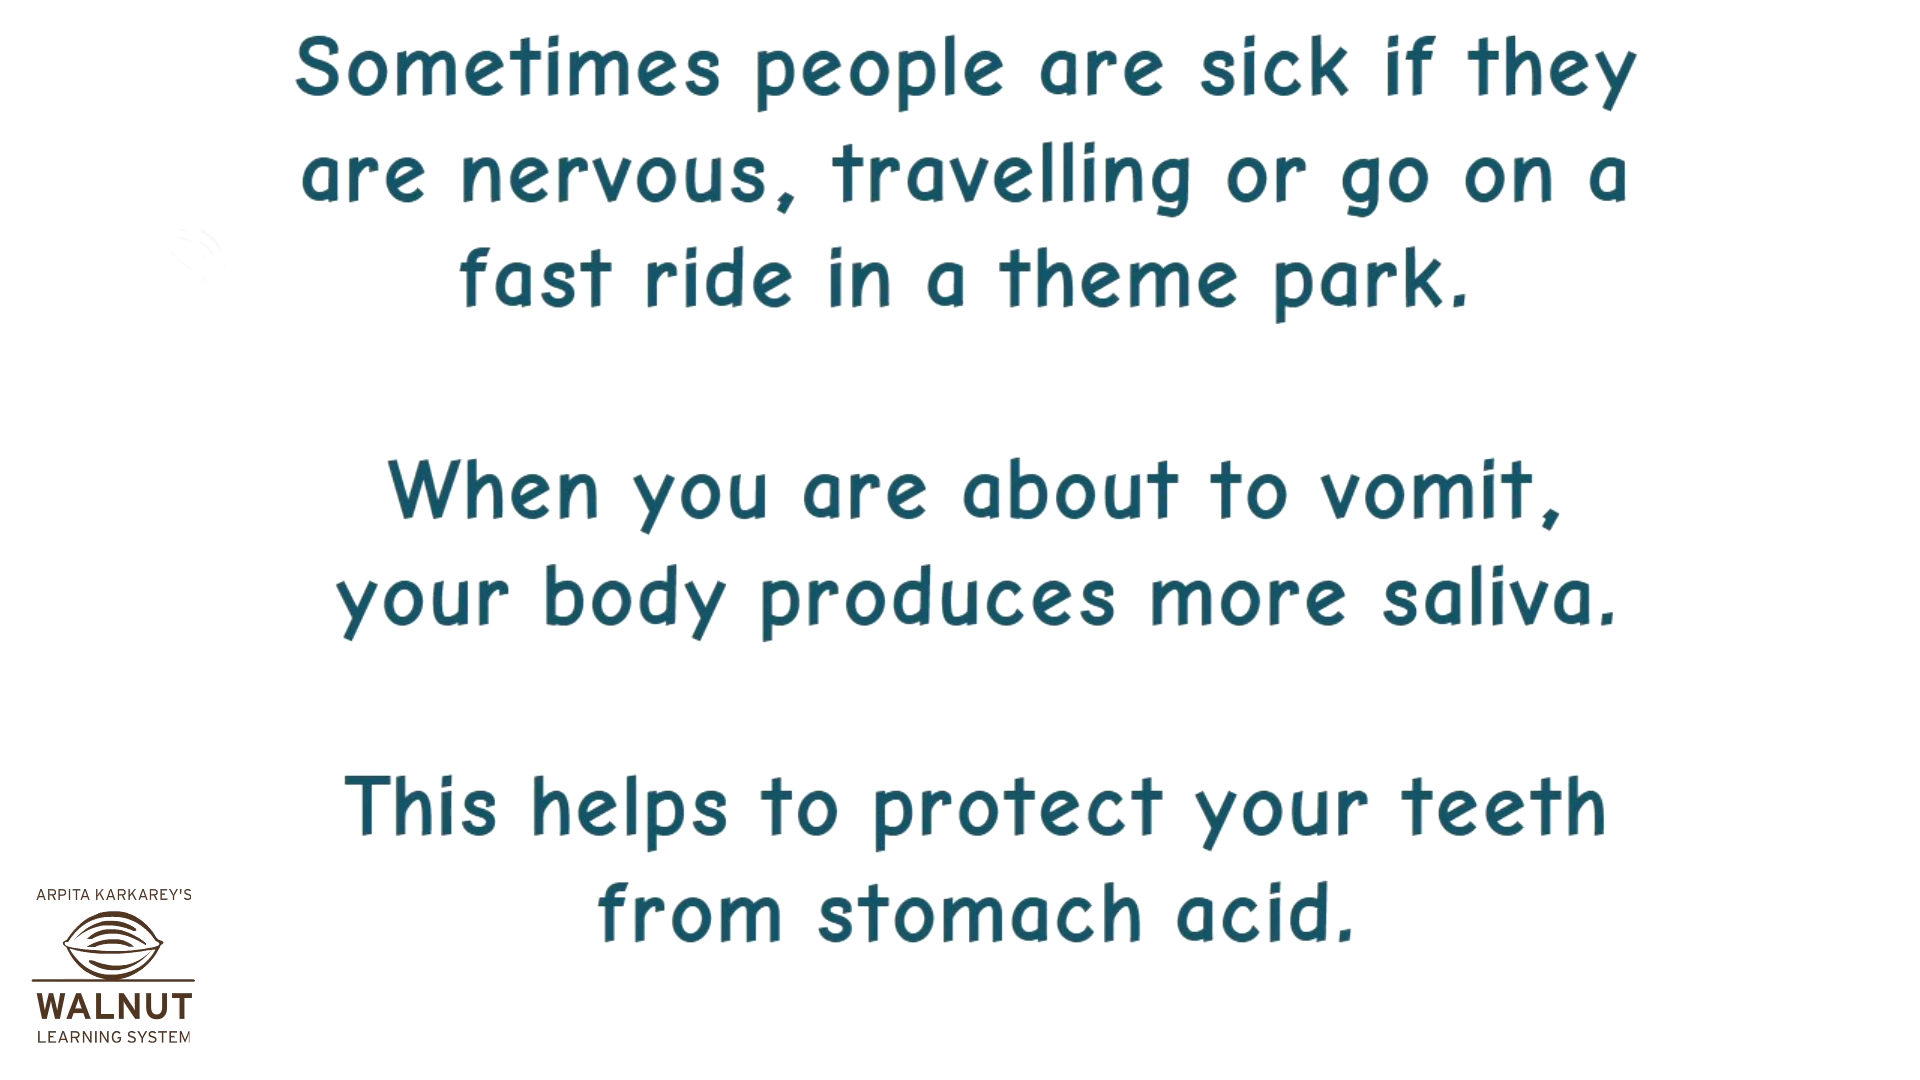 Sometimes people are sick if they
are nervous, travelling or go on a
fast ride in a theme park.
When you are about to vomit,
your body produces more saliva.
This helps to protect your teeth
from stomach acid.
ARPITA KARKAREY'S
WALNUT
LEARNING SYSTEM